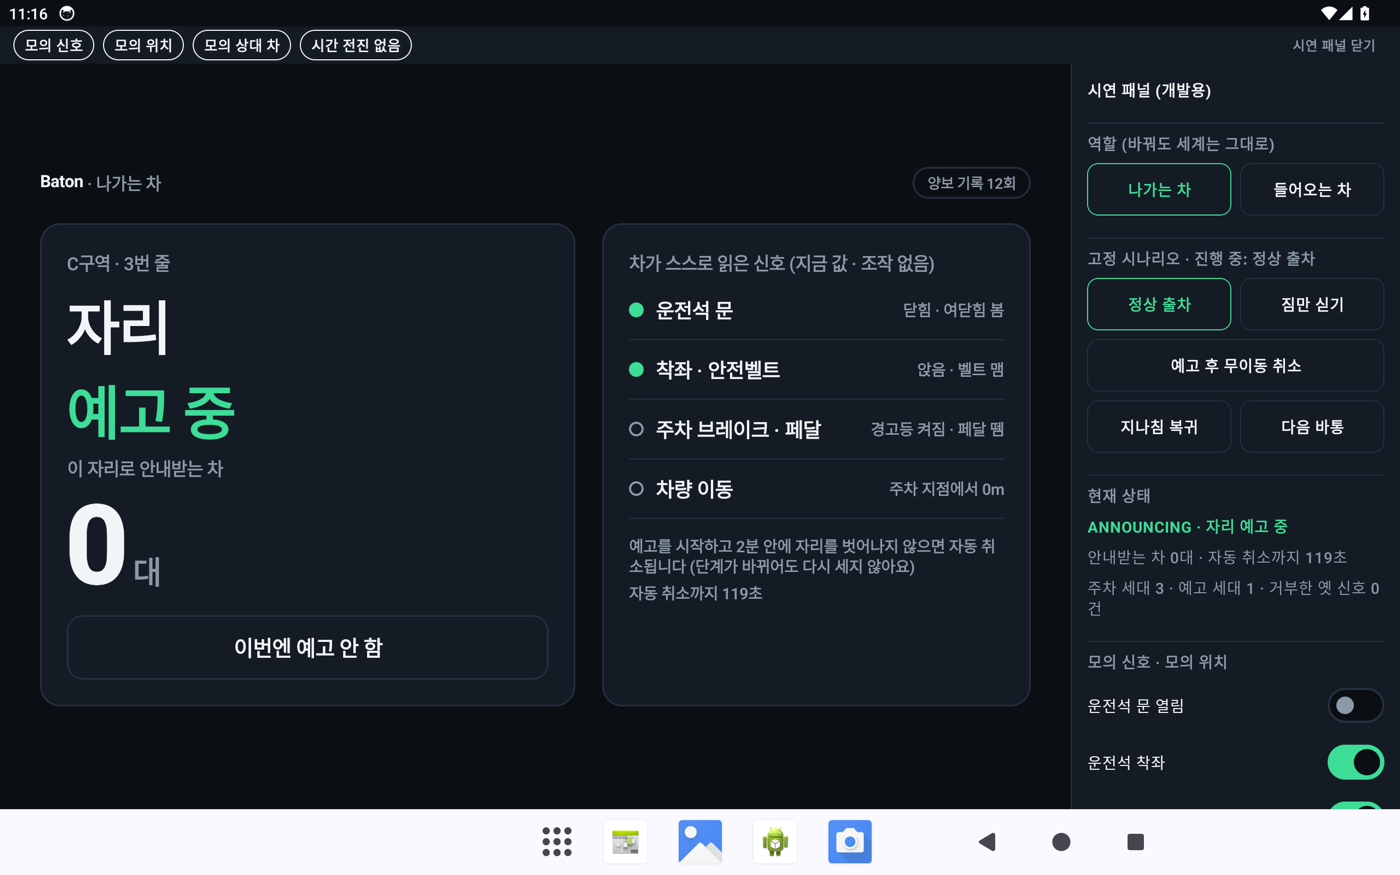 11:16
모의 신호
모의 위치
모의 상대 차
시간 전진 없음
시연 패널 닫기
Baton · 나가는 차
양보 기록 12회
C구역 · 3번 줄
자리
예고 중
이 자리로 안내받는 차
0 대
이번엔 예고 안 함
차가 스스로 읽은 신호 (지금 값 · 조작 없음)
운전석 문
닫힘 · 여닫힘 봄
착좌 · 안전벨트
앉음 · 벨트 맴
주차 브레이크 · 페달
경고등 켜짐 · 페달 뗌
차량 이동
주차 지점에서 0m
예고를 시작하고 2분 안에 자리를 벗어나지 않으면 자동 취
소됩니다 (단계가 바뀌어도 다시 세지 않아요)
자동 취소까지 119초
시연 패널 (개발용)
역할 (바꿔도 세계는 그대로)
나가는 차
들어오는 차
고정 시나리오 · 진행 중: 정상 출차
정상 출차
짐만 싣기
예고 후 무이동 취소
지나침 복귀
다음 바통
현재 상태
ANNOUNCING · 자리 예고 중
안내받는 차 0대 · 자동 취소까지 119초
주차 세대 3 · 예고 세대 1 · 거부한 옛 신호 0
건
모의 신호 · 모의 위치
운전석 문 열림
운전석 착좌